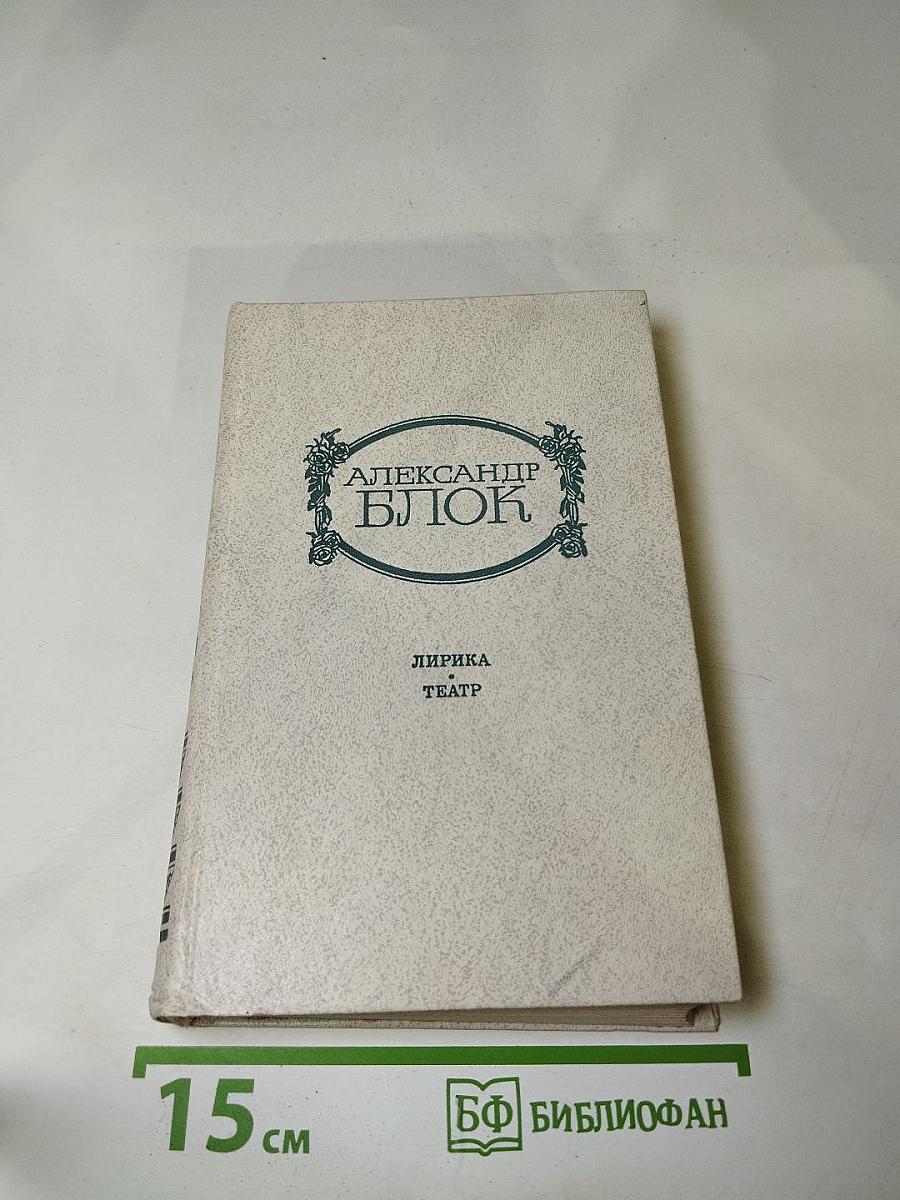 АЛЕКСАНДР
БЛОК
ЛИРИКА
•
ТЕАТР
15 см
БФ БИБЛИОФАН